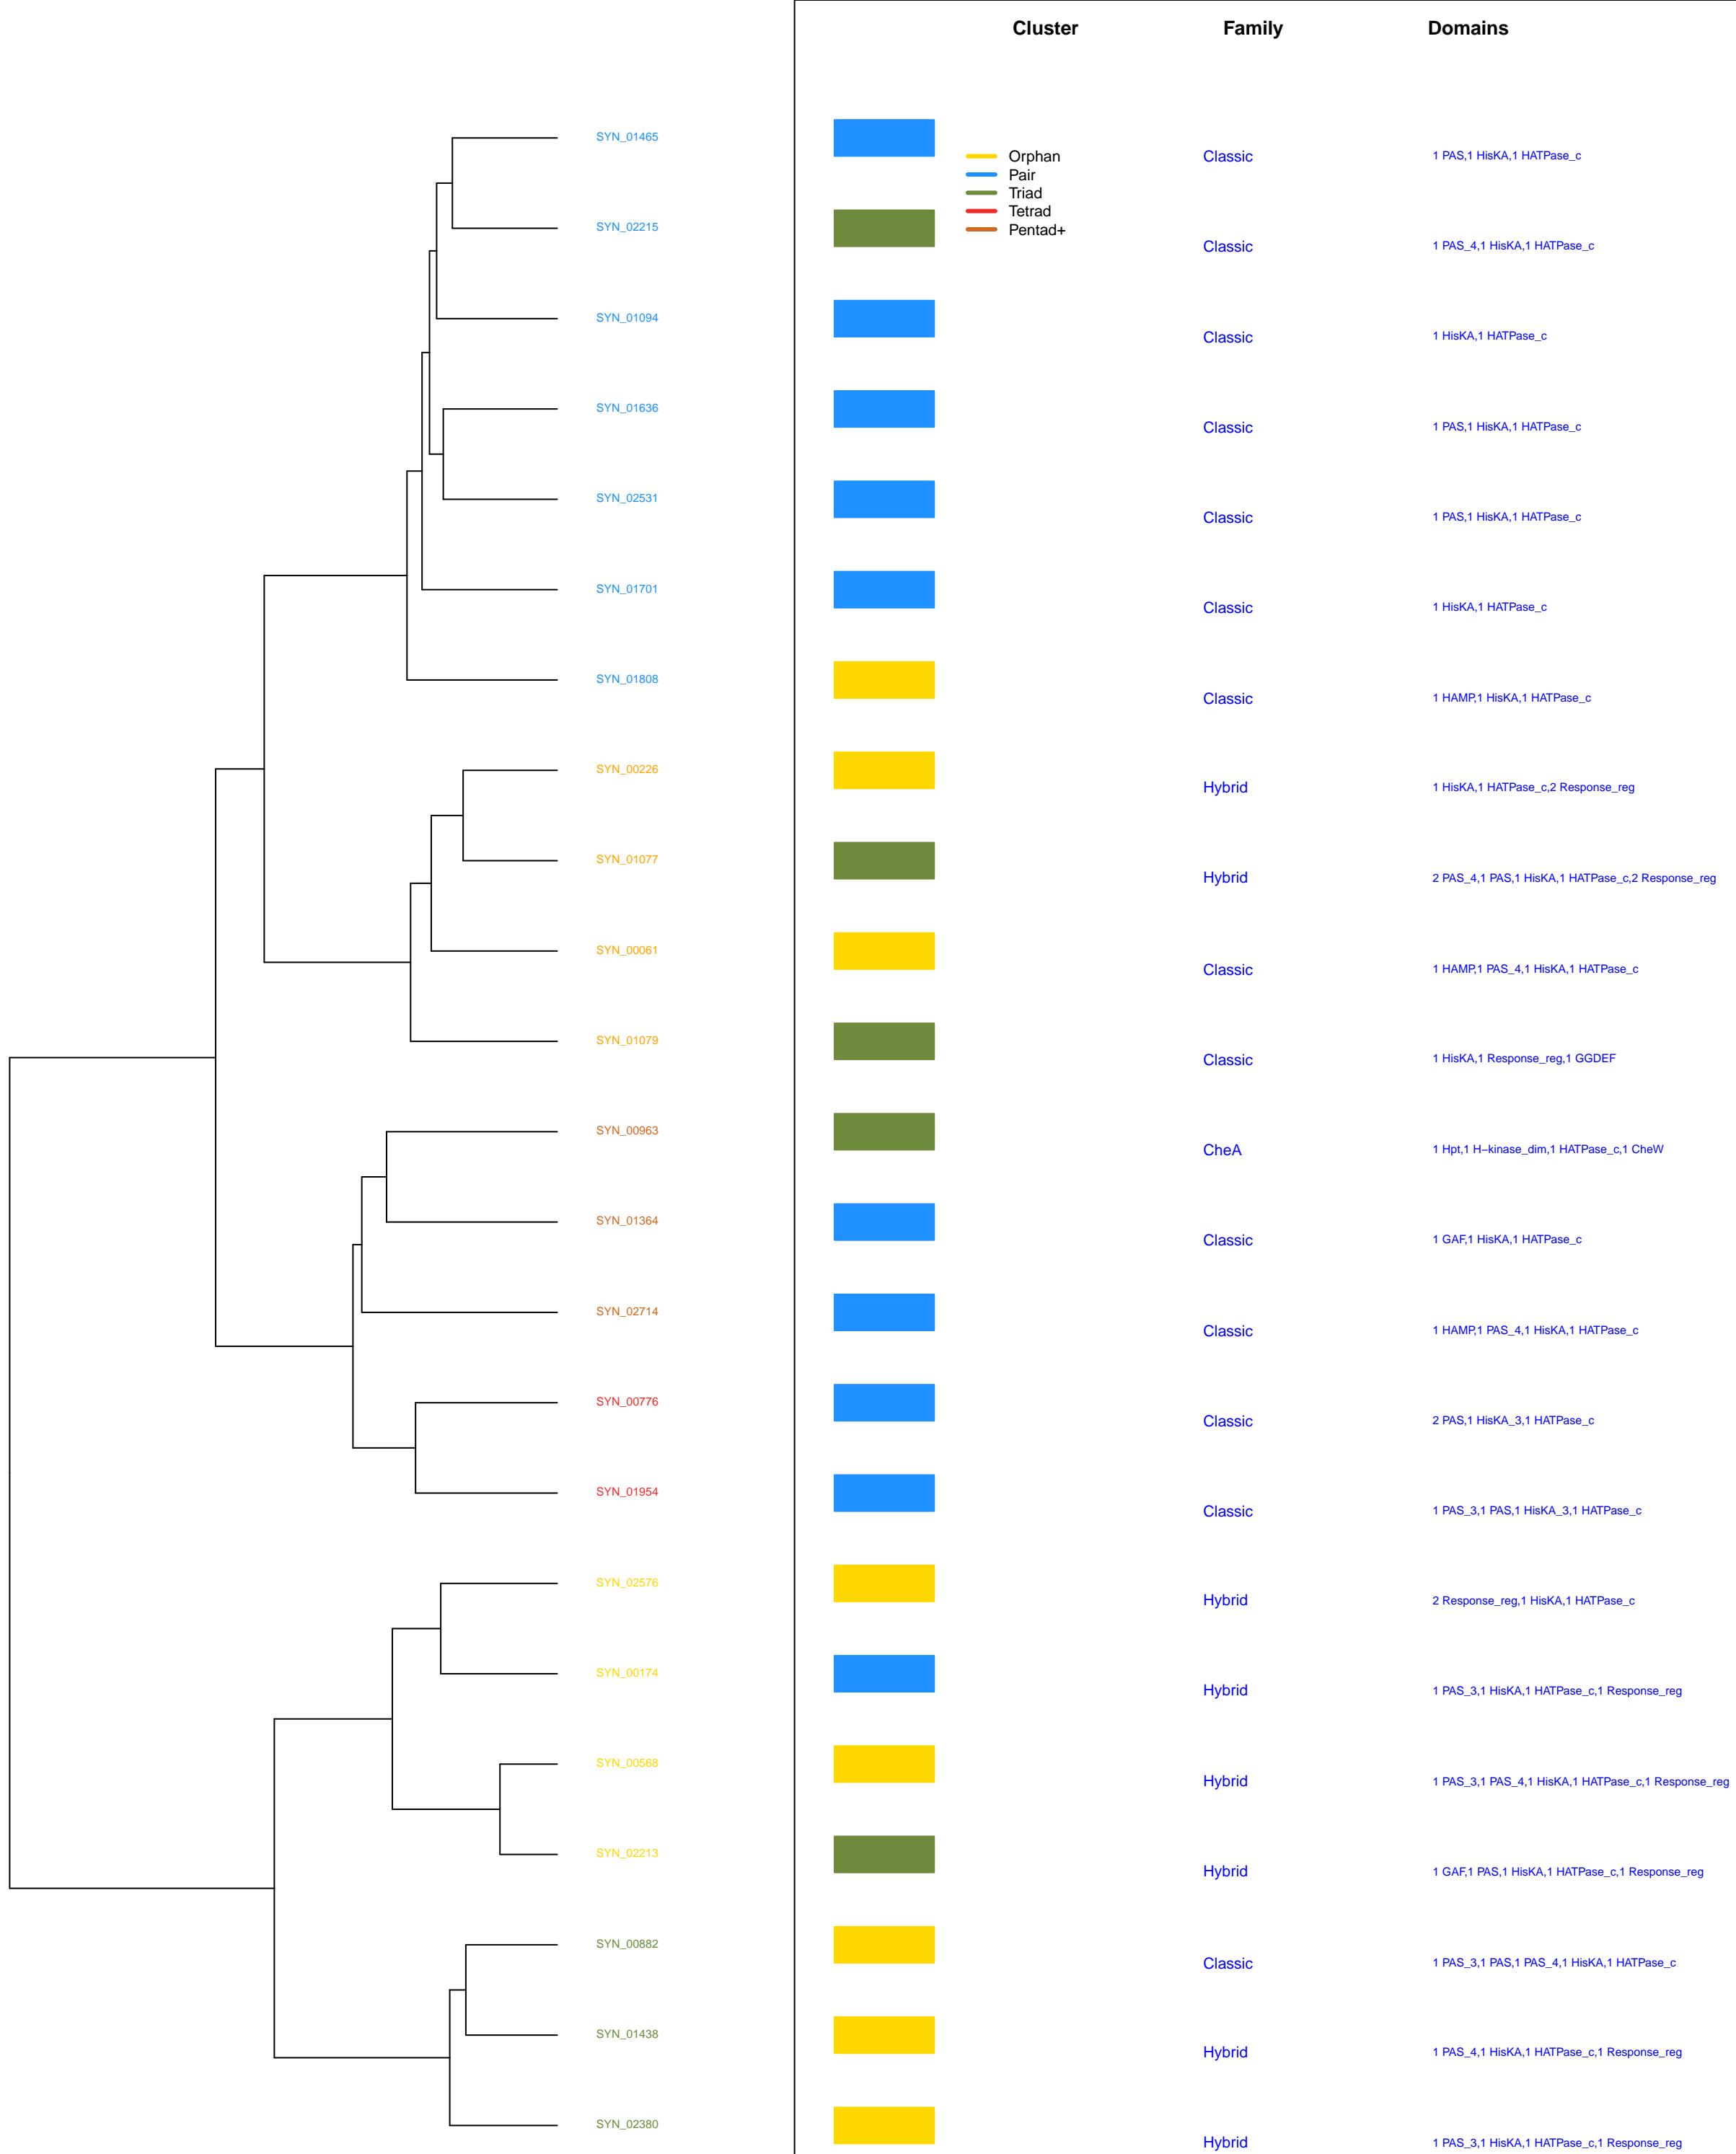 Cluster Family Domains
SYN_01465
Orphan
Classic 1 PAS,1 HisKA,1 HATPase_c
Pair
Triad
Tetrad
SYN_02215
Pentad+
Classic 1 PAS_4,1 HisKA,1 HATPase_c
SYN_01094
Classic 1 HisKA,1 HATPase_c
SYN_01636
Classic 1 PAS,1 HisKA,1 HATPase_c
SYN_02531
Classic 1 PAS,1 HisKA,1 HATPase_c
SYN_01701
Classic 1 HisKA,1 HATPase_c
SYN_01808
Classic 1 HAMP,1 HisKA,1 HATPase_c
SYN_00226
Hybrid 1 HisKA,1 HATPase_c,2 Response_reg
SYN_01077
Hybrid 2 PAS_4,1 PAS,1 HisKA,1 HATPase_c,2 Response_reg
SYN_00061
Classic 1 HAMP,1 PAS_4,1 HisKA,1 HATPase_c
SYN_01079
Classic 1 HisKA,1 Response_reg,1 GGDEF
SYN_00963
CheA 1 Hpt,1 H−kinase_dim,1 HATPase_c,1 CheW
SYN_01364
Classic 1 GAF,1 HisKA,1 HATPase_c
SYN_02714
Classic 1 HAMP,1 PAS_4,1 HisKA,1 HATPase_c
SYN_00776
Classic 2 PAS,1 HisKA_3,1 HATPase_c
SYN_01954
Classic 1 PAS_3,1 PAS,1 HisKA_3,1 HATPase_c
SYN_02576
Hybrid 2 Response_reg,1 HisKA,1 HATPase_c
SYN_00174
Hybrid 1 PAS_3,1 HisKA,1 HATPase_c,1 Response_reg
SYN_00568
Hybrid 1 PAS_3,1 PAS_4,1 HisKA,1 HATPase_c,1 Response_reg
SYN_02213
Hybrid 1 GAF,1 PAS,1 HisKA,1 HATPase_c,1 Response_reg
SYN_00882
Classic 1 PAS_3,1 PAS,1 PAS_4,1 HisKA,1 HATPase_c
SYN_01438
Hybrid 1 PAS_4,1 HisKA,1 HATPase_c,1 Response_reg
SYN_02380
Hybrid 1 PAS_3,1 HisKA,1 HATPase_c,1 Response_reg